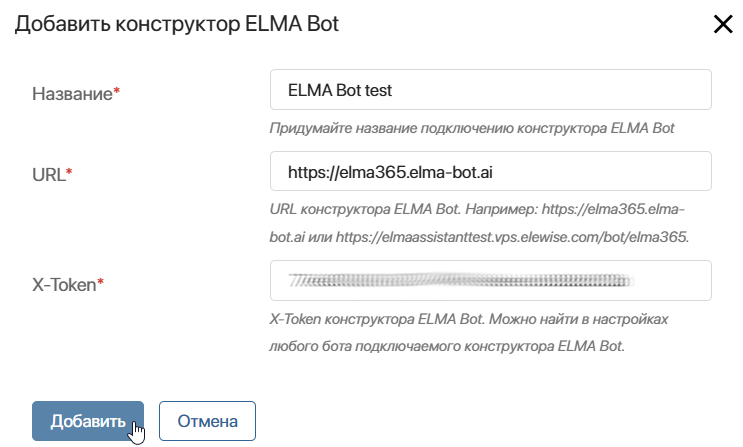 Добавить конструктор ELMA Bot
Название*
ELMA Bot test
Придумайте название подключению конструктора ELMA Bot
URL*
https://elma365.elma-bot.ai
URL конструктора ELMA Bot. Например: https://elma365.elma-
bot.ai или https://elmaassistanttest.vps.elewise.com/bot/elma365.
X-Token*
X-Token конструктора ELMA Bot. Можно найти в настройках
любого бота подключаемого конструктора ELMA Bot.
Добавить
Отмена